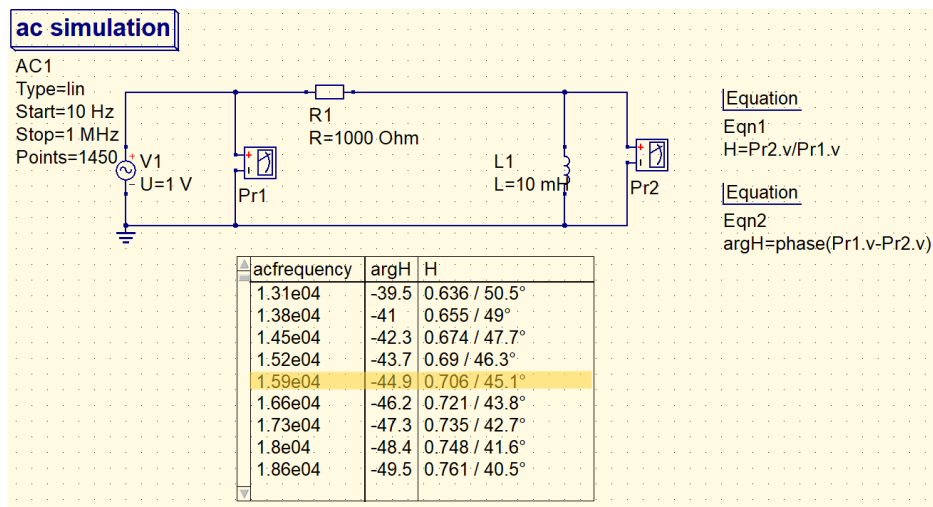 ac simulation
AC1
Type=lin
Start=10 Hz
Stop=1 MHz
Points=1450
V1
U=1 V
Pr1
R1
R=1000 Ohm
L1
L=10 mH
Pr2
Equation
Eqn1
H=Pr2.v/Pr1.v
Equation
Eqn2
argH=phase(Pr1.v-Pr2.v)
acfrequency argH H
1.31e04 -39.5 0.636 / 50.5°
1.38e04 -41 0.655 / 49°
1.45e04 -42.3 0.674 / 47.7°
1.52e04 -43.7 0.69 / 46.3°
1.59e04 -44.9 0.706 / 45.1°
1.66e04 -46.2 0.721 / 43.8°
1.73e04 -47.3 0.735 / 42.7°
1.8e04 -48.4 0.748 / 41.6°
1.86e04 -49.5 0.761 / 40.5°